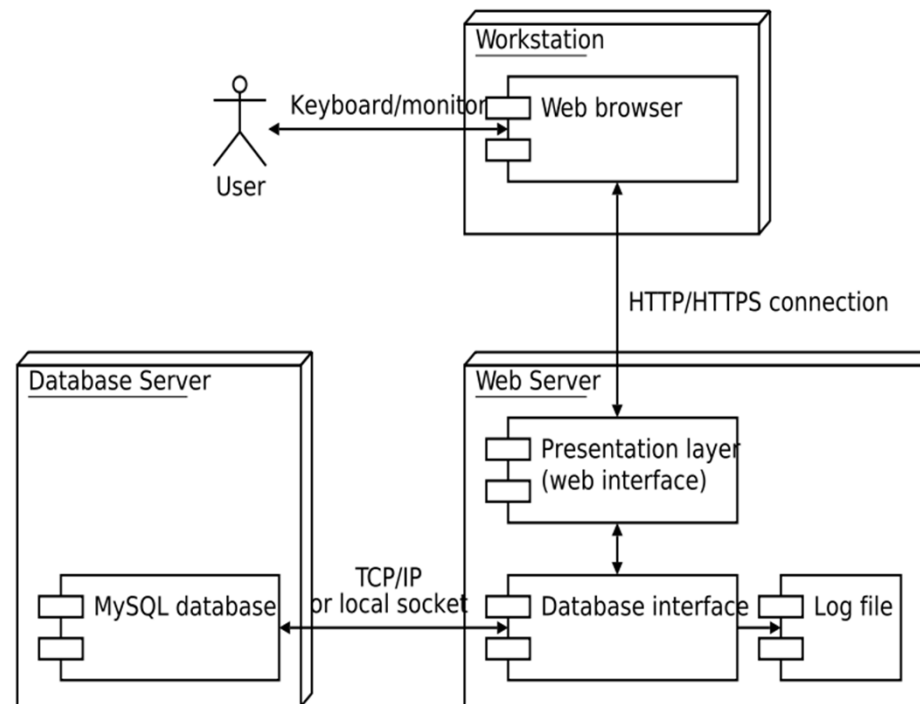 Workstation
Keyboard/monitor
Web browser
User
HTTP/HTTPS connection
Database Server
Web Server
Presentation layer
(web interface)
TCP/IP
or local socket
MySQL database
Database interface
Log file